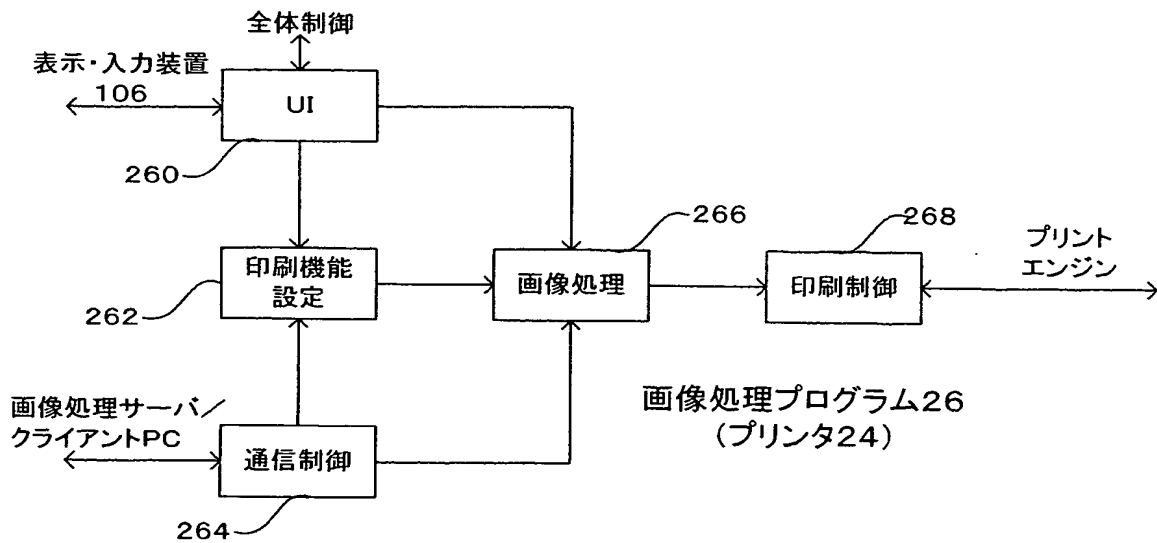 全体制御
表示・入力装置
106
UI
260
266
268
プリント
エンジン
印刷機能
設定
画像処理
印刷制御
262
画像処理サーバ/
クライアントPC
画像処理プログラム26
(プリンタ24)
通信制御
264